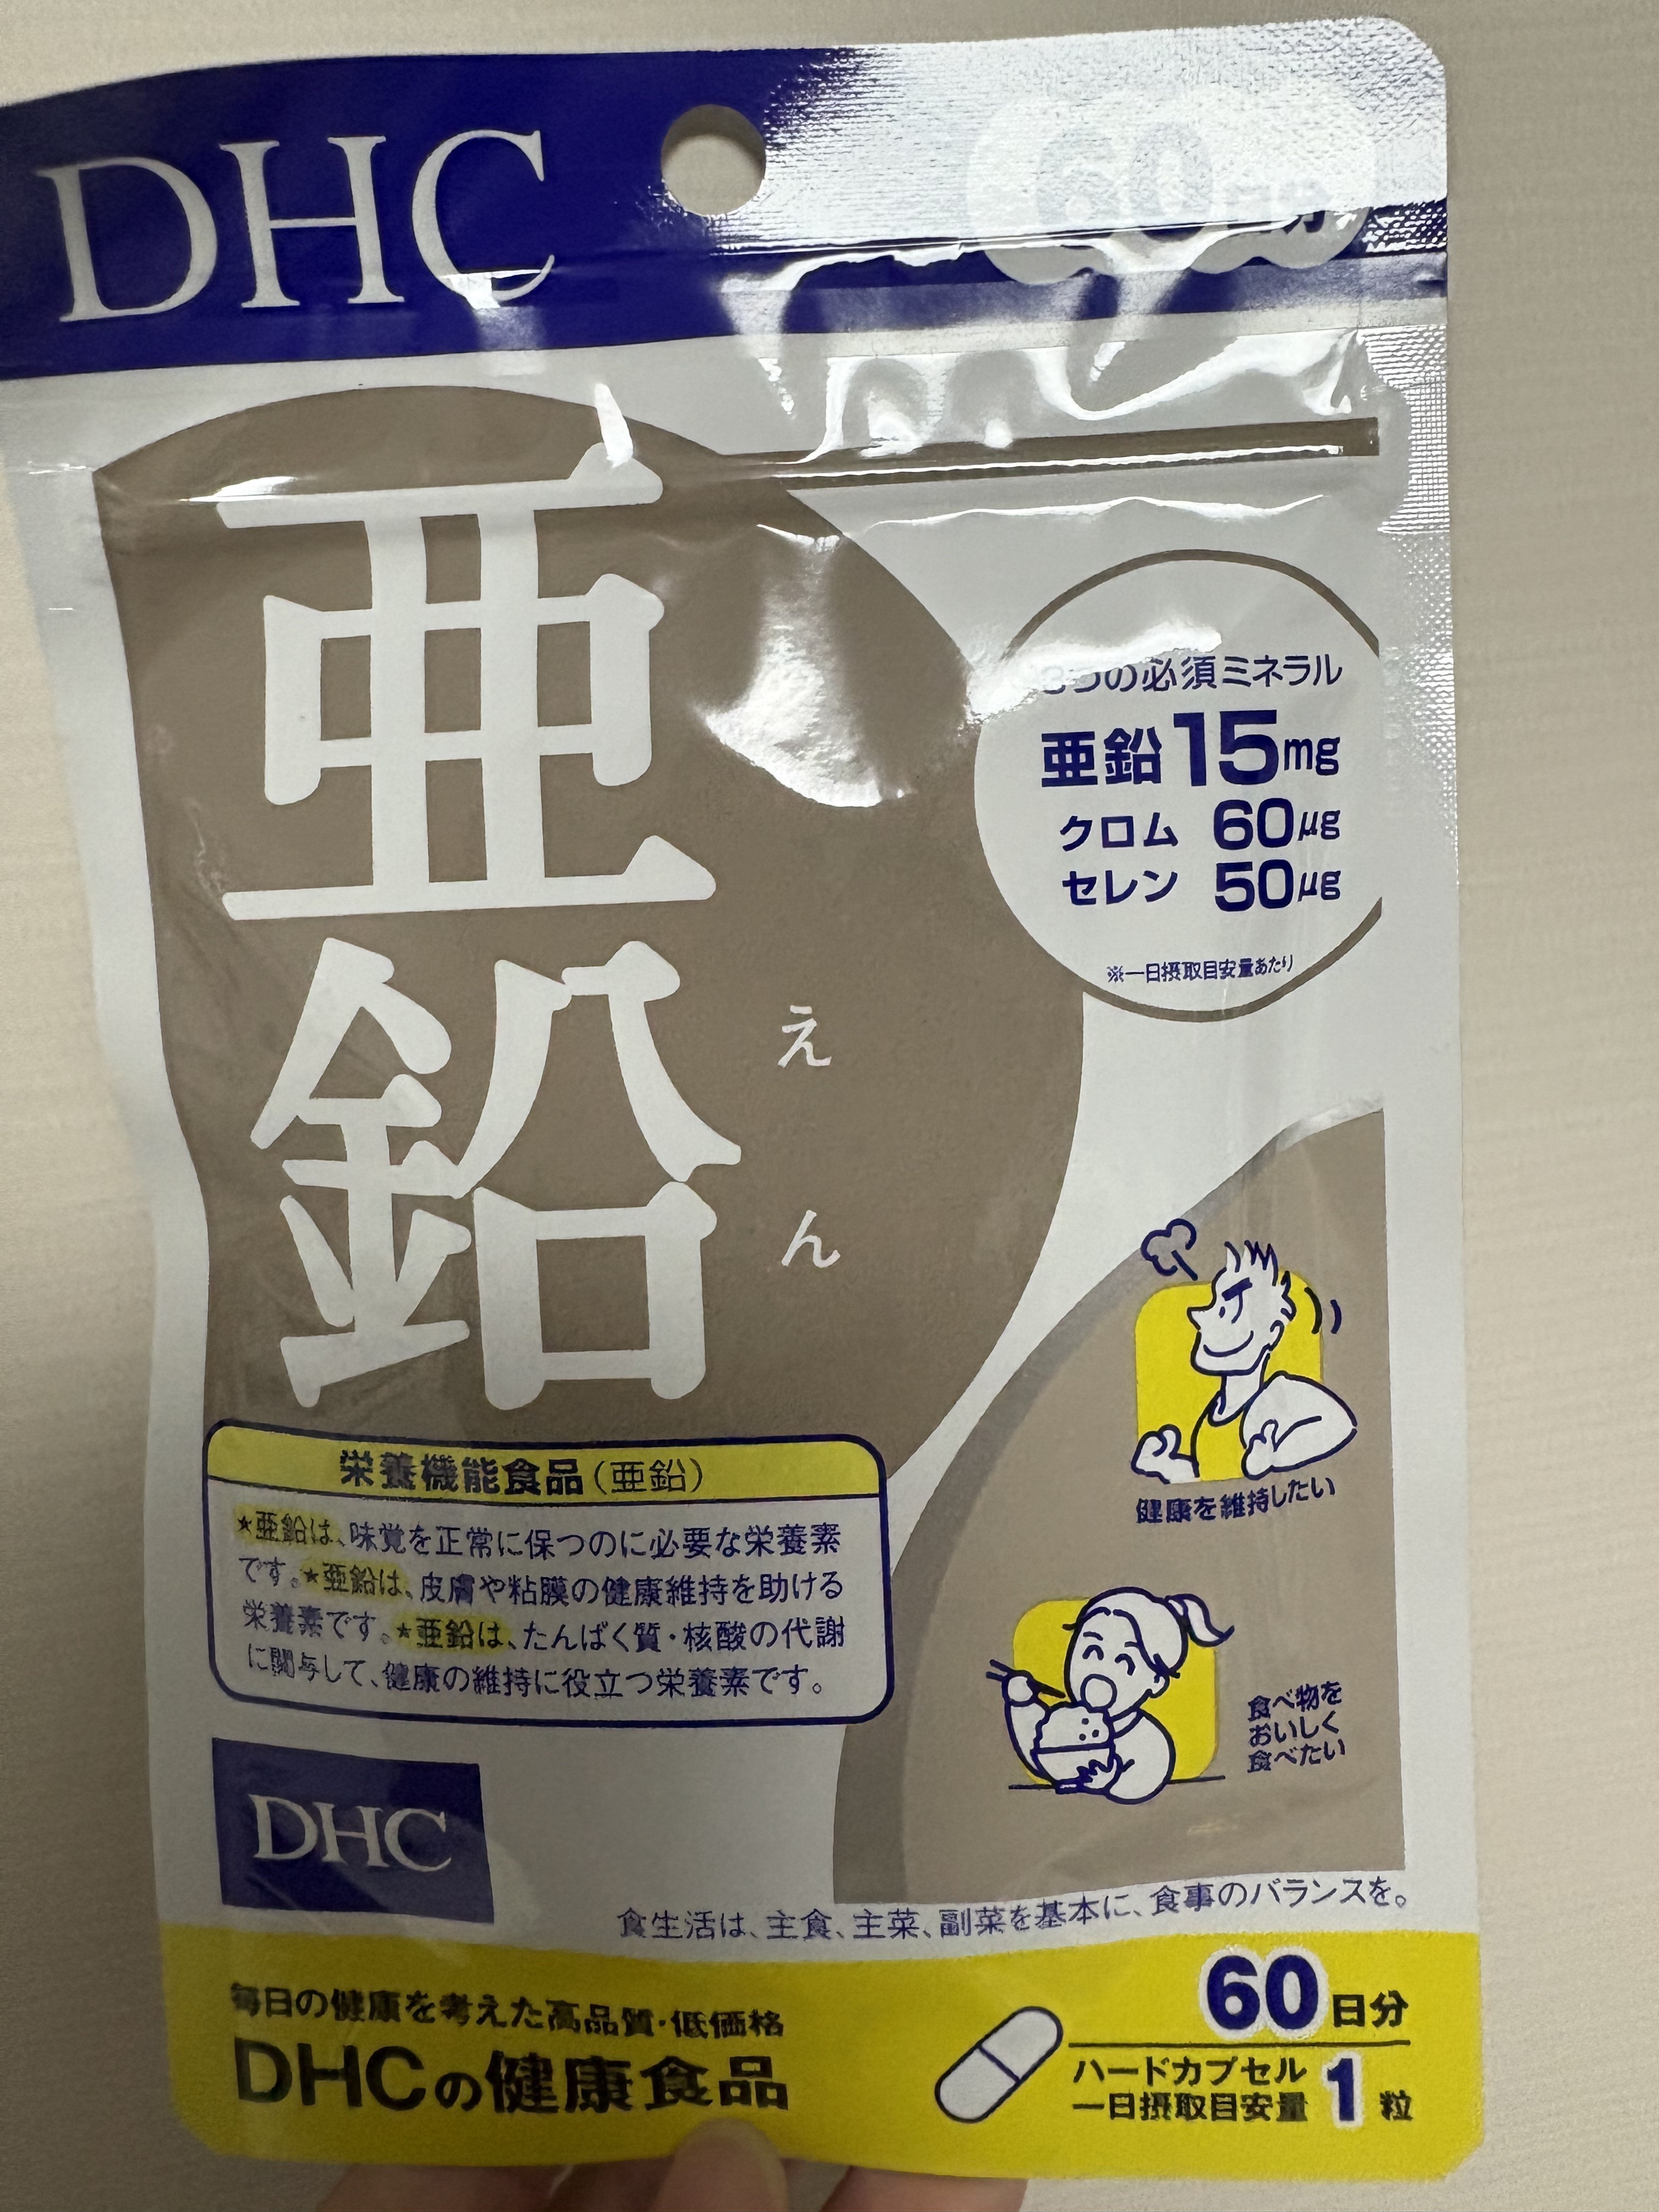 DHC
60日分
3つの必須ミネラル
亜鉛15mg
クロム 60μg
セレン 50μg
※一日摂取目安量あたり
亜鉛
えん
栄養機能食品(亜鉛)
★亜鉛は、味覚を正常に保つのに必要な栄養素
です。★亜鉛は、皮膚や粘膜の健康維持を助ける
栄養素です。★亜鉛は、たんぱく質・核酸の代謝
に関与して、健康の維持に役立つ栄養素です。
健康を維持したい
食べ物を
おいしく
食べたい
DHC
食生活は、主食、主菜、副菜を基本に、食事のバランスを。
毎日の健康を考えた高品質・低価格
DHCの健康食品
60日分
ハードカプセル
一日摂取目安量 1粒